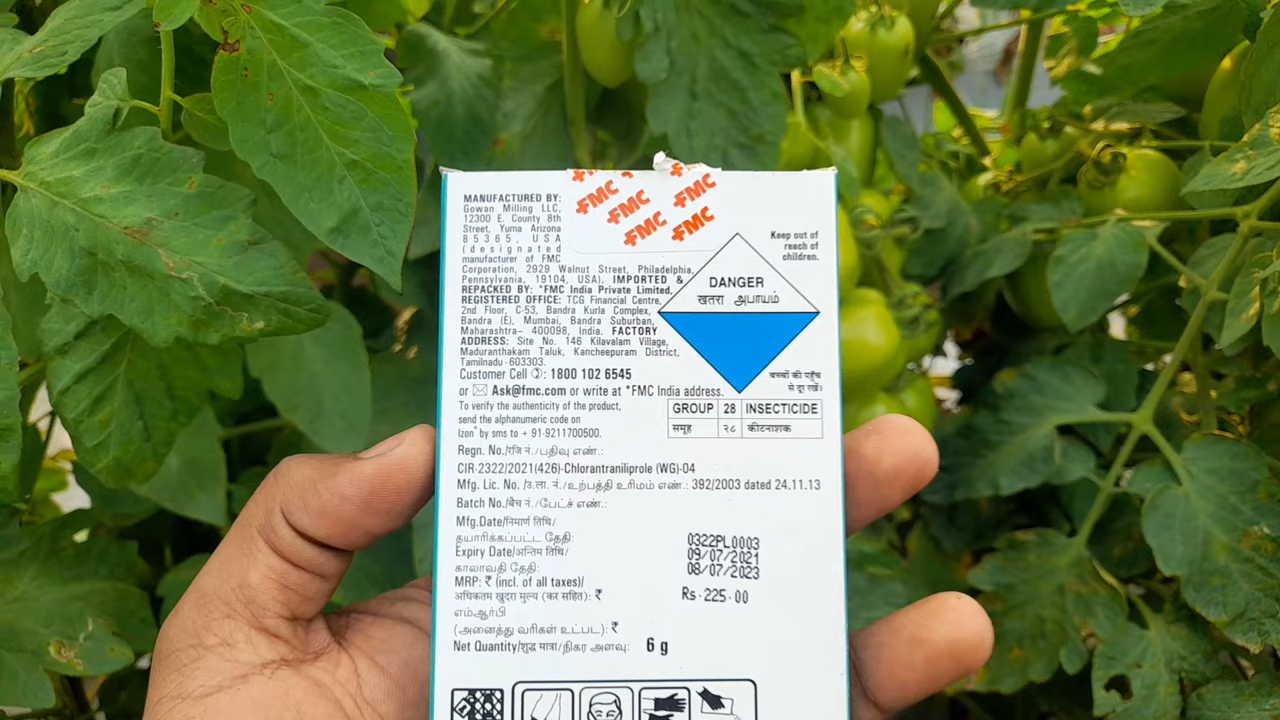 FMC FMC FMC FMC FMC
MANUFACTURED BY:
Gowan Milling LLC,
12300 E. County 8th
Street, Yuma Arizona
85365, USA
(designated
manufacturer of FMC
Corporation, 2929 Walnut Street, Philadelphia,
Pennsylvania, 19104, USA). IMPORTED &
REPACKED BY: *FMC India Private Limited,
REGISTERED OFFICE: TCG Financial Centre,
2nd Floor, C-53, Bandra Kurla Complex,
Bandra (E), Mumbai, Bandra Suburban,
Maharashtra– 400098, India. FACTORY
ADDRESS: Site No. 146 Kilavalam Village,
Maduranthakam Taluk, Kancheepuram District,
Tamilnadu-603303.
Customer Cell: 1800 102 6545
or Ask@fmc.com or write at *FMC India address.
To verify the authenticity of the product,
send the alphanumeric code on
Izon* by sms to + 91-9211700500.
Keep out of
reach of
children.
DANGER
खतरा அபாயம்
बच्चों की पहुँच
से दूर रखें।
GROUP 28 INSECTICIDE
समूह २८ कीटनाशक
Regn. No./रजि नं./பதிவு எண்.:
CIR-2322/2021(426)-Chlorantraniliprole (WG)-04
Mfg. Lic. No. /उ.ला. नं./உற்பத்தி உரிமம் எண்.: 392/2003 dated 24.11.13
Batch No./बैच नं./பேட்ச் எண்.:
Mfg.Date/निर्माण तिथि/
தயாரிக்கப்பட்ட தேதி: 0322PL0003
Expiry Date/अन्तिम तिथि/ 09/07/2021
காலாவதி தேதி: 08/07/2023
MRP: ₹ (incl. of all taxes)/
अधिकतम खुदरा मुल्य (कर सहित): ₹ Rs.225.00
எம்.ஆர்.பி
(அனைத்து வரிகள் உட்பட): ₹
Net Quantity/शुद्ध मात्रा/நிகர அளவு: 6 g